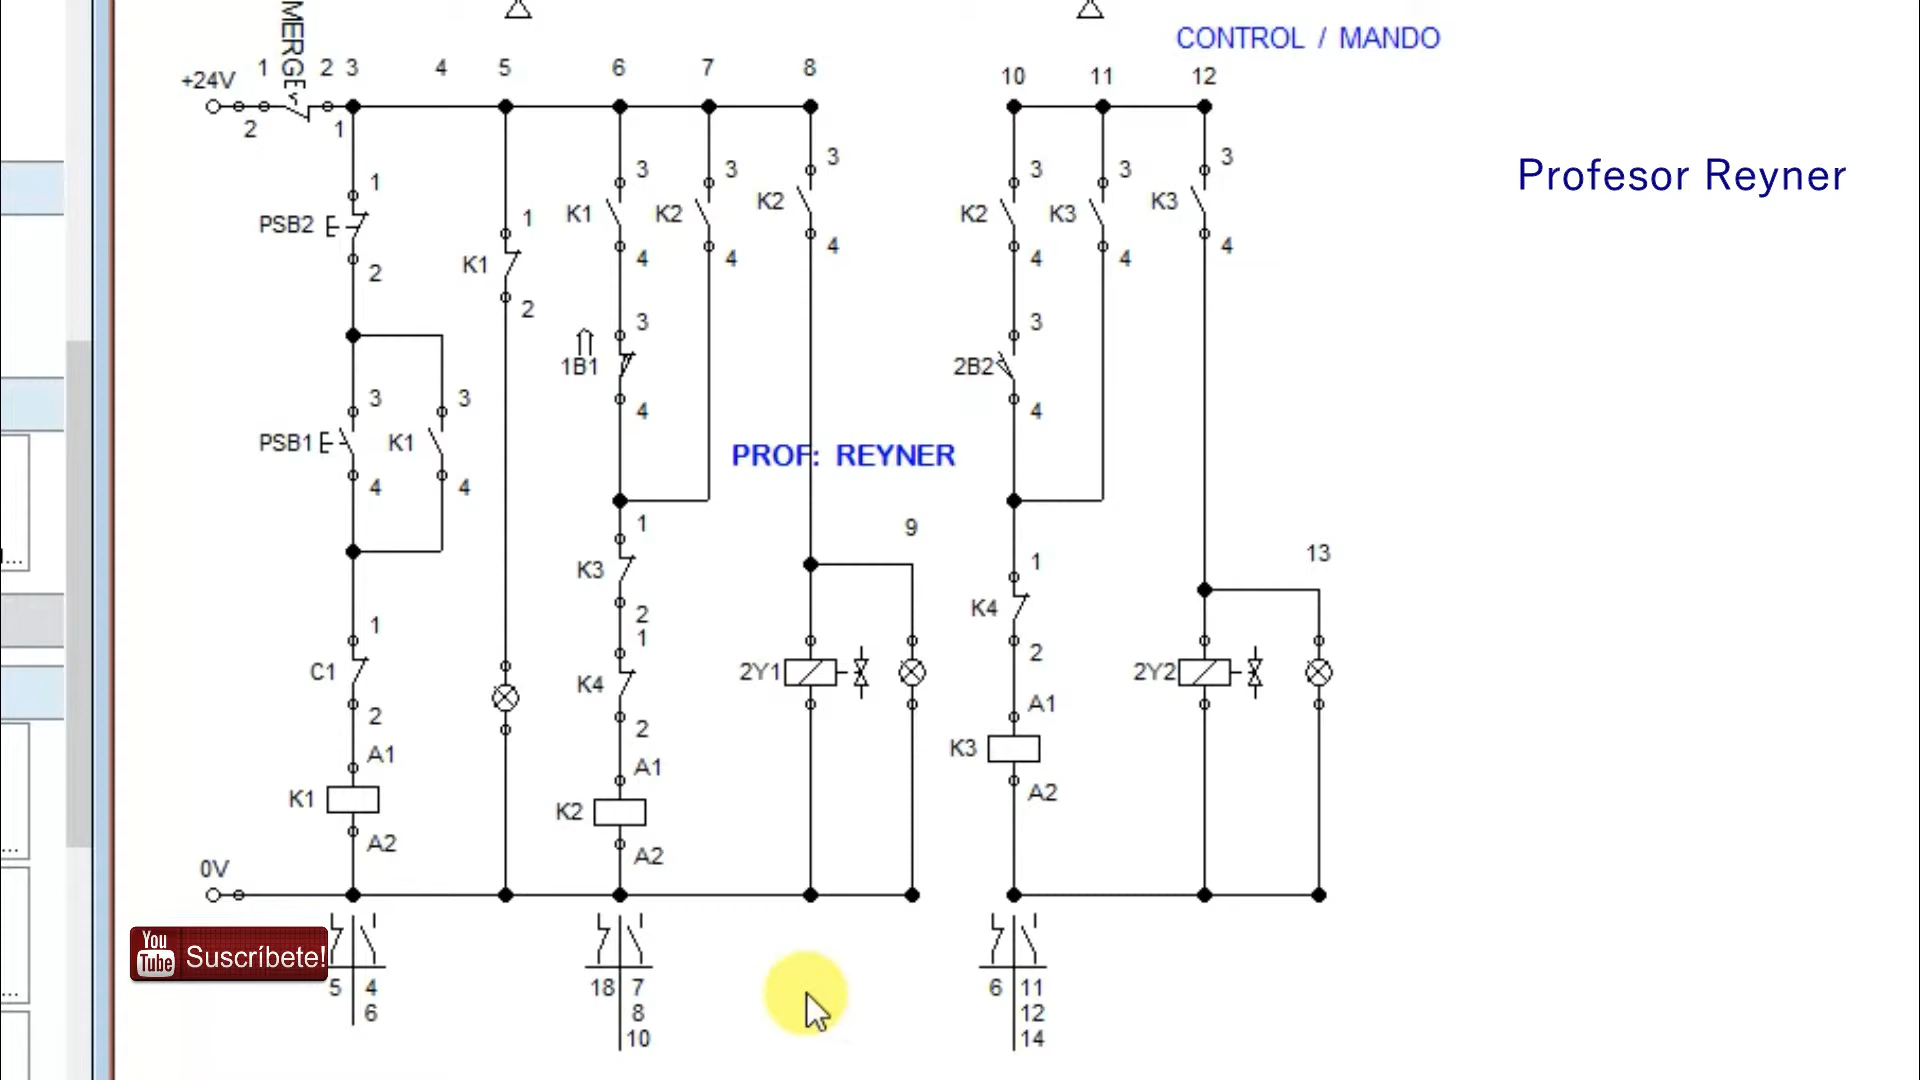 MERGE
CONTROL / MANDO
1 2 3 4 5 6 7 8 10 11 12
+24V
2 1
Profesor Reyner
1 3 3 3 3 3 3
PSB2 K1 K2 K2 K2 K3 K3
2 4 4 4 4 4 4
1
K1
2
3 3
1B1 2B2
4 4
3 3
PSB1 K1
4 4
PROF: REYNER
1 9
K3
2
1 13
K4
2
1
C1
2
1
K4
2
2Y1 2Y2
A1 A1 A1
K1 K2 K3
A2 A2 A2
0V
You
Tube Suscríbete!
5 4 18 7 6 11
6 8 12
10 14
...
...
...